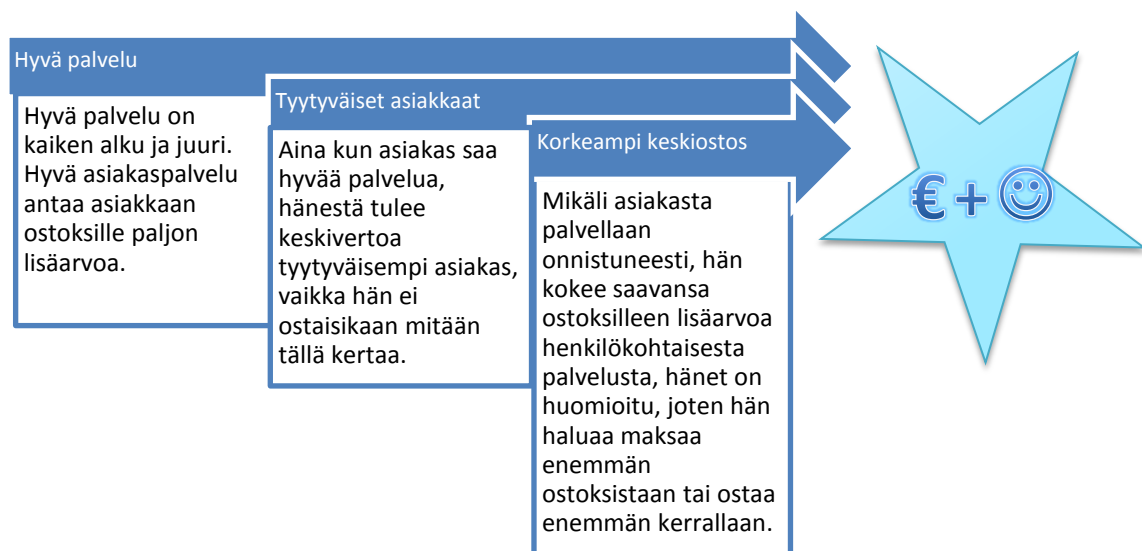 Hyvä palvelu
Hyvä palvelu on
kaiken alku ja juuri.
Hyvä asiakaspalvelu
antaa asiakkaan
ostoksille paljon
lisäarvoa.
Tyytyväiset asiakkaat
Aina kun asiakas saa
hyvää palvelua,
hänestä tulee
keskivertoa
tyytyväisempi asiakas,
vaikka hän ei
ostaisikaan mitään
tällä kertaa.
Korkeampi keskiostos
Mikäli asiakasta
palvellaan
onnistuneesti, hän
kokee saavansa
ostoksilleen lisäarvoa
henkilökohtaisesta
palvelusta, hänet on
huomioitu, joten hän
haluaa maksaa
enemmän
ostoksistaan tai ostaa
enemmän kerrallaan.
€ + ☺